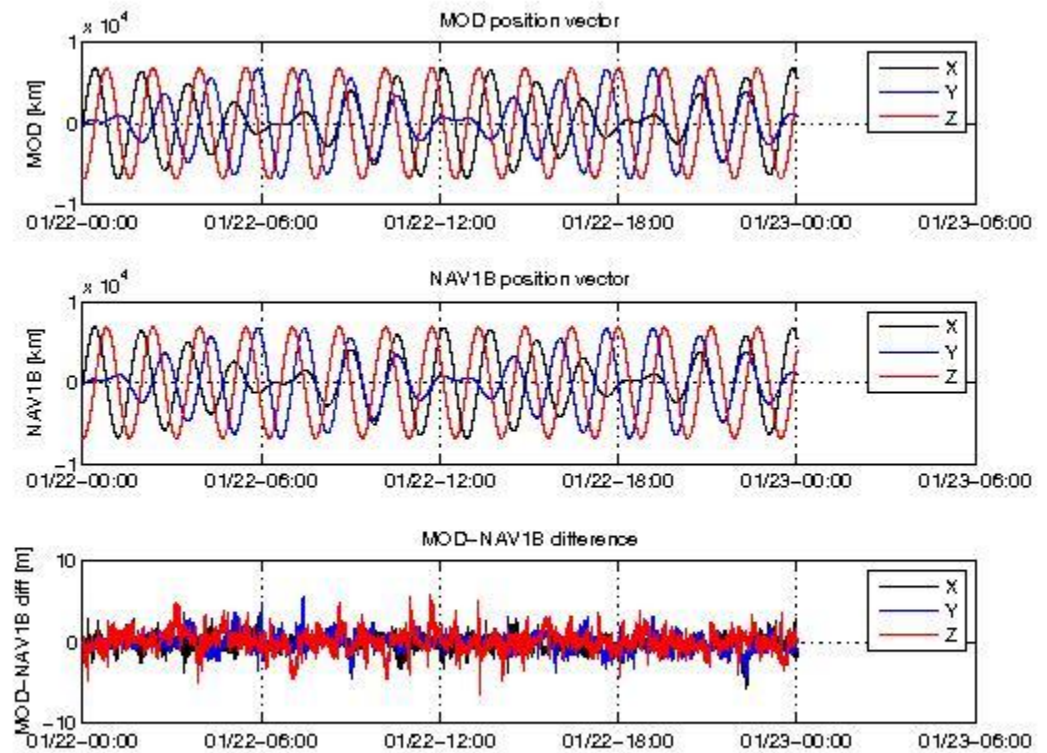 MOD position vector
x 10^4
1
0
−1
MOD [km]
X
Y
Z
01/22−00:00 01/22−06:00 01/22−12:00 01/22−18:00 01/23−00:00 01/23−06:00
NAV1B position vector
x 10^4
1
0
−1
NAV1B [km]
X
Y
Z
01/22−00:00 01/22−06:00 01/22−12:00 01/22−18:00 01/23−00:00 01/23−06:00
MOD−NAV1B difference
10
0
−10
MOD−NAV1B diff [m]
X
Y
Z
01/22−00:00 01/22−06:00 01/22−12:00 01/22−18:00 01/23−00:00 01/23−06:00